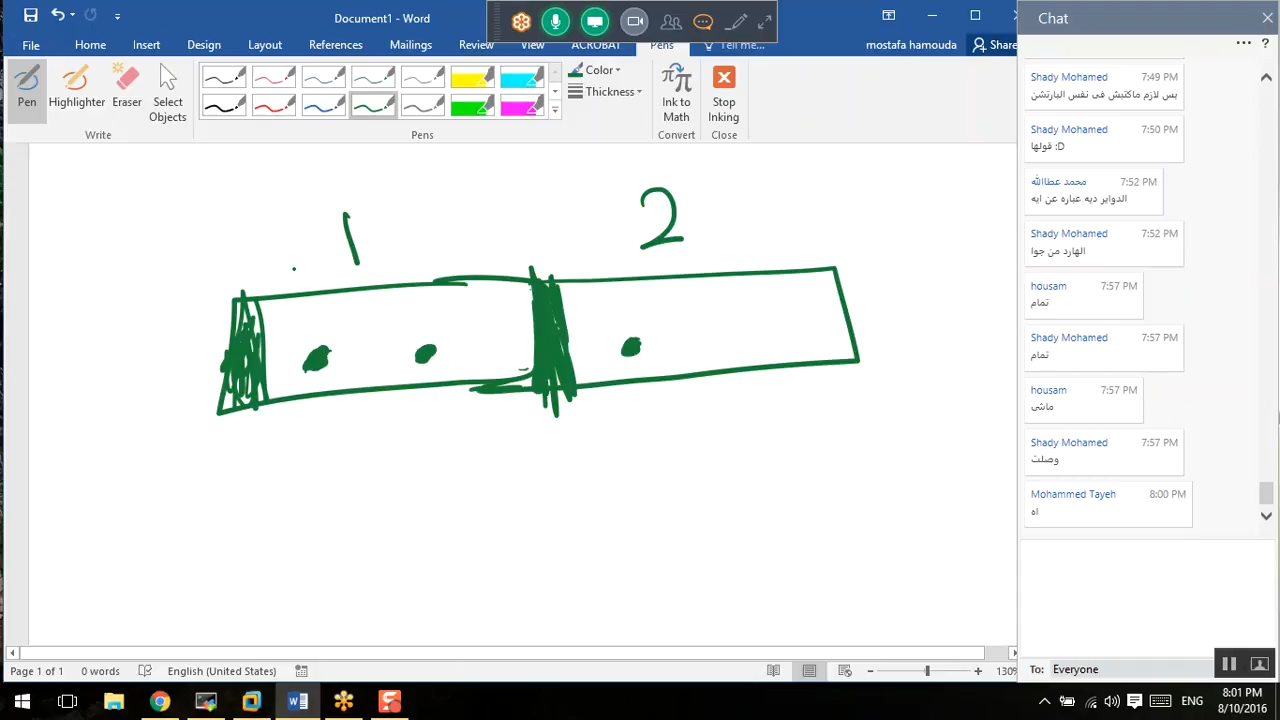 Document1 - Word
Chat
File
Home
Insert
Design
Layout
References
Mailings
Review
View
ACROBAT
Pens
Tell me...
mostafa hamouda
Share
Pen
Highlighter
Eraser
Select Objects
Write
Pens
Color
Thickness
Ink to Math
Convert
Stop Inking
Close
1
2
Shady Mohamed 7:49 PM
بس لازم ماكتبش فى نفس البارتشن
Shady Mohamed 7:50 PM
قولها :D
محمد عطاالله 7:52 PM
الدواير ديه عباره عن ايه
Shady Mohamed 7:52 PM
الهارد من جوا
housam 7:57 PM
تمام
Shady Mohamed 7:57 PM
تمام
housam 7:57 PM
ماشى
Shady Mohamed 7:57 PM
وصلت
Mohammed Tayeh 8:00 PM
اه
To: Everyone
Page 1 of 1
0 words
English (United States)
130%
ENG
8:01 PM
8/10/2016